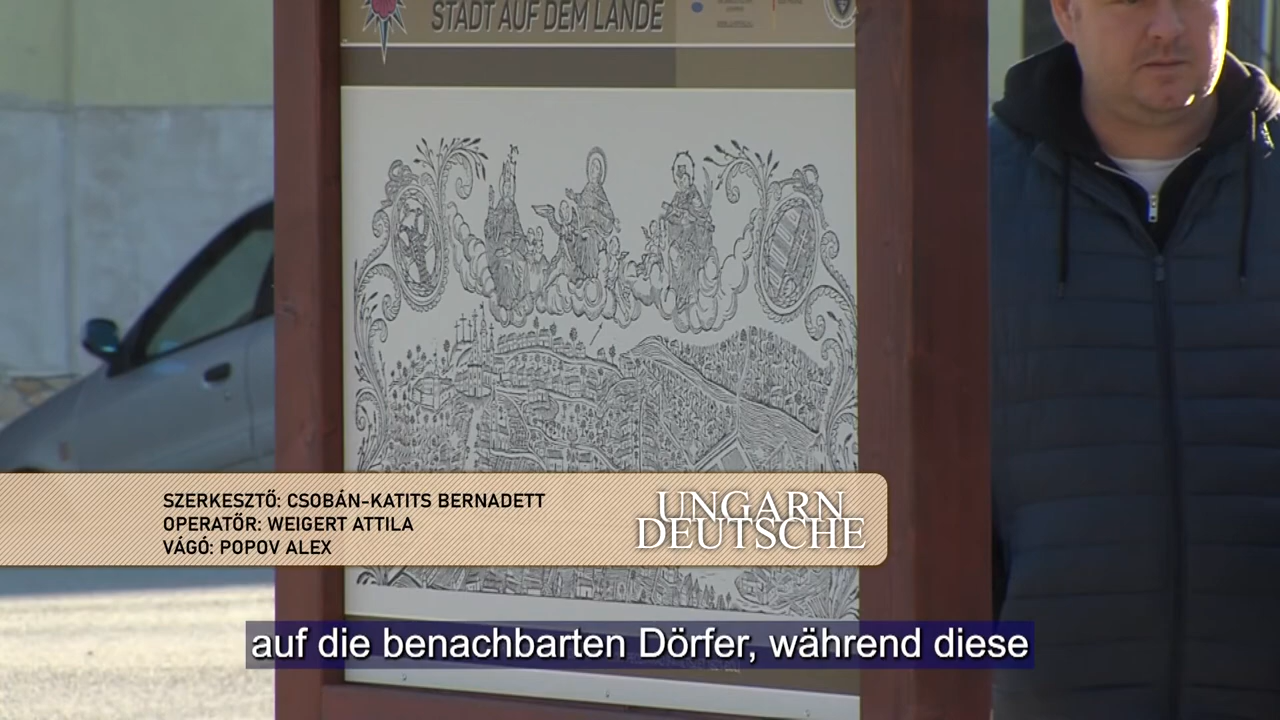 STADT AUF DEM LANDE
SZERKESZTŐ: CSOBÁN-KATITS BERNADETT
OPERATŐR: WEIGERT ATTILA
VÁGÓ: POPOV ALEX
UNGARN
DEUTSCHE
auf die benachbarten Dörfer, während diese